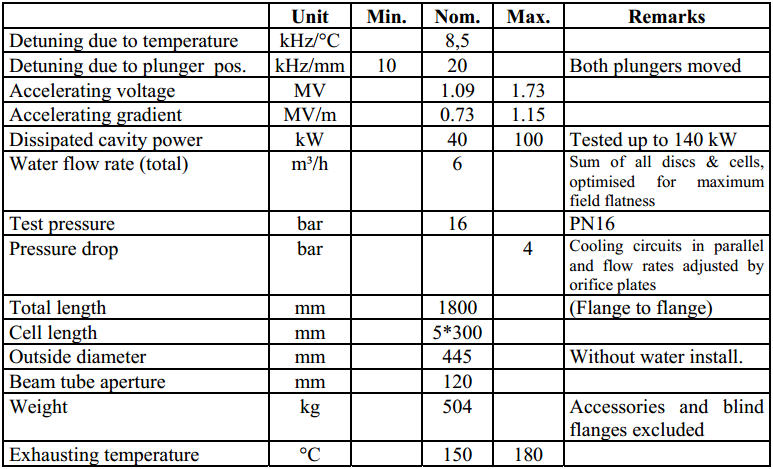 Unit Min. Nom. Max. Remarks
Detuning due to temperature kHz/°C 8,5
Detuning due to plunger pos. kHz/mm 10 20 Both plungers moved
Accelerating voltage MV 1.09 1.73
Accelerating gradient MV/m 0.73 1.15
Dissipated cavity power kW 40 100 Tested up to 140 kW
Water flow rate (total) m³/h 6 Sum of all discs & cells,
optimised for maximum
field flatness
Test pressure bar 16 PN16
Pressure drop bar 4 Cooling circuits in parallel
and flow rates adjusted by
orifice plates
Total length mm 1800 (Flange to flange)
Cell length mm 5*300
Outside diameter mm 445 Without water install.
Beam tube aperture mm 120
Weight kg 504 Accessories and blind
flanges excluded
Exhausting temperature °C 150 180